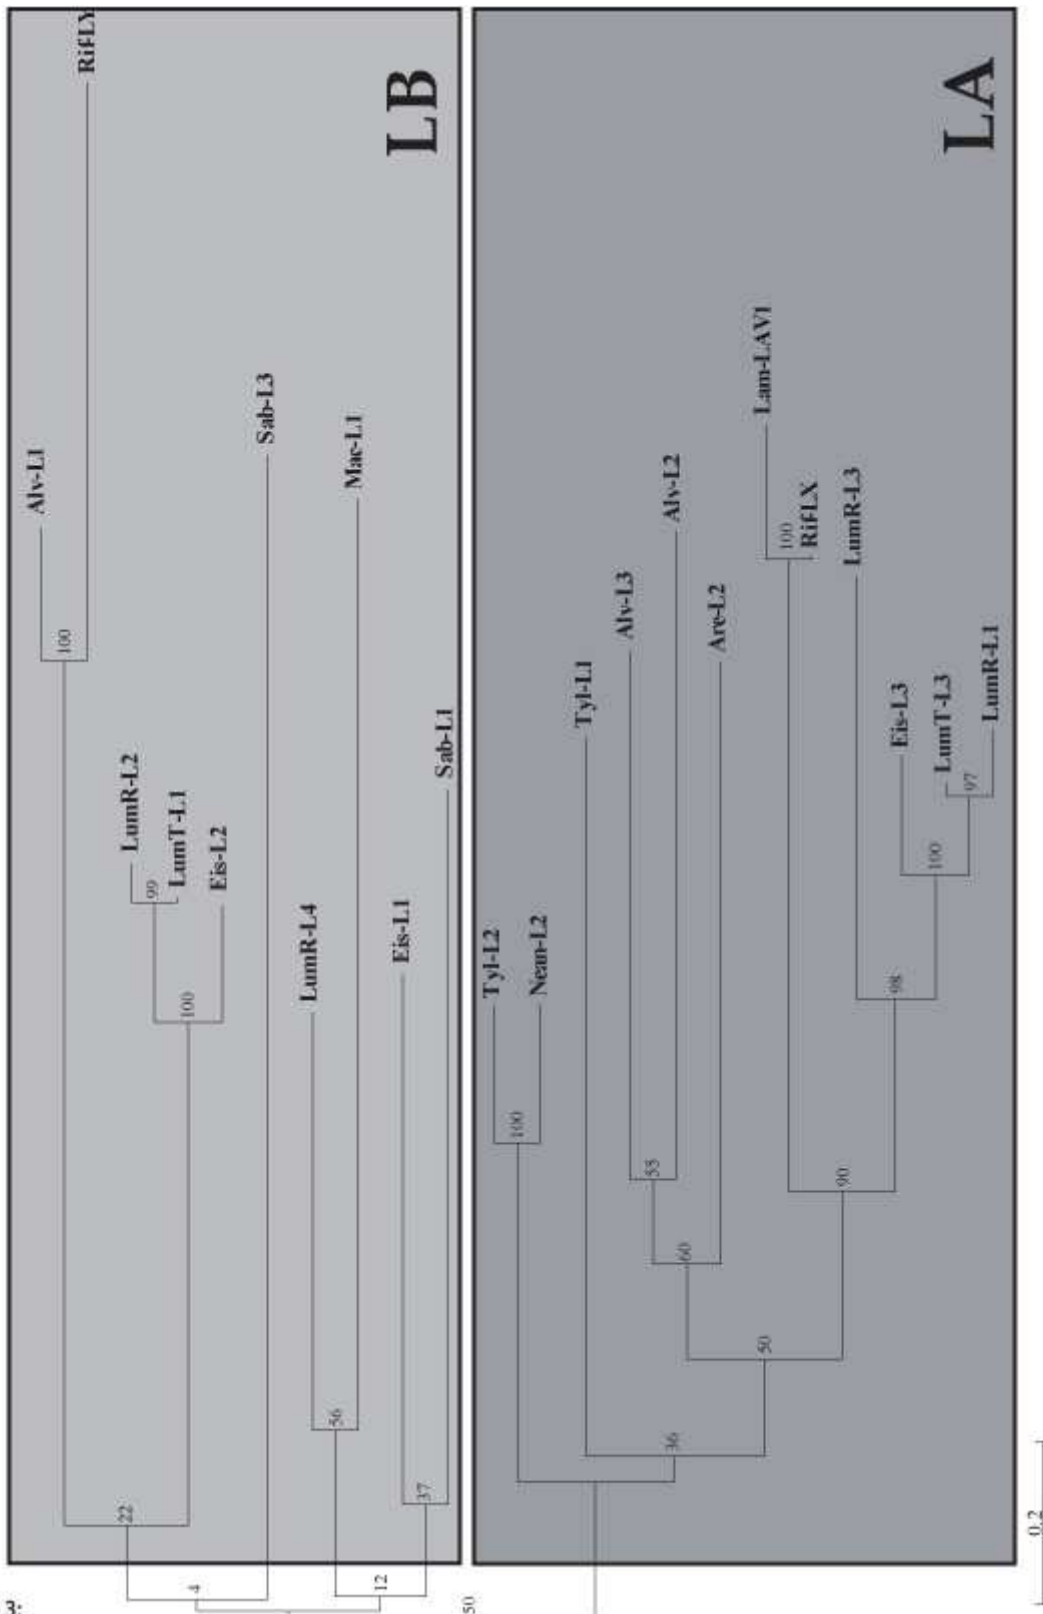 Alv-L1
100
RifLY
22
LumR-L2
99
LumT-L1
100
Eis-L2
4
Sab-L3
LumR-L4
56
Mac-L1
12
Eis-L1
37
Sab-L1
LB
50
Tyl-L2
100
Nean-L2
Tyl-L1
36
Alv-L3
55
Alv-L2
60
Are-L2
50
Lam-LAV1
100
RifLX
90
LumR-L3
98
Eis-L3
100
LumT-L3
97
LumR-L1
LA
0.2